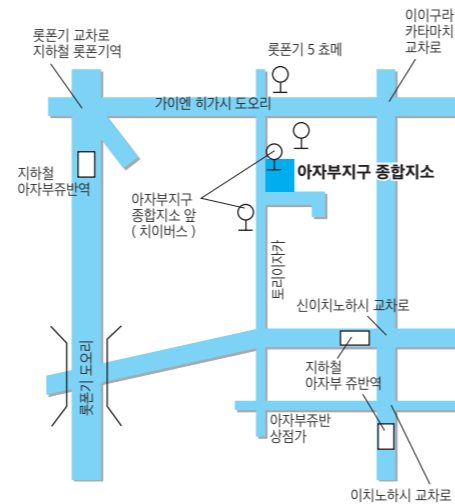 롯폰기 교차로
지하철 롯폰기역
롯폰기 5 쵸메
이이구라
카타마치
교차로
가이엔 히가시 도오리
지하철
아자부쥬반역
아자부지구 종합지소
아자부지구
종합지소 앞
( 치이버스 )
토리이자카
신이치노하시 교차로
롯폰기 도오리
지하철
아자부 쥬반역
아자부쥬반
상점가
이치노하시 교차로